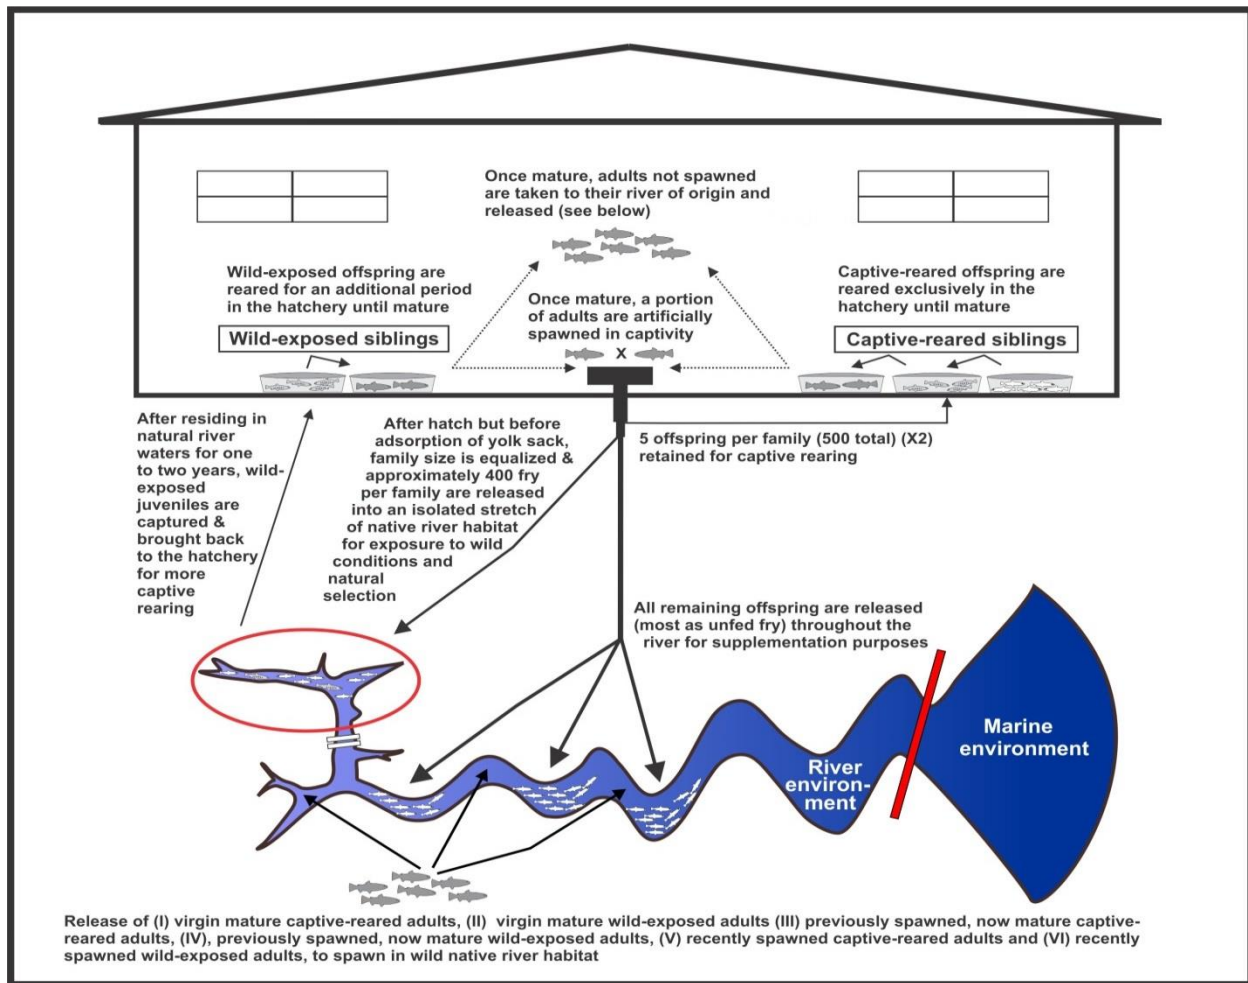 Once mature, adults not spawned
are taken to their river of origin and
released (see below)
Wild-exposed offspring are
reared for an additional period
in the hatchery until mature
Wild-exposed siblings
Once mature, a portion
of adults are artificially
spawned in captivity
X
Captive-reared offspring are
reared exclusively in the
hatchery until mature
Captive-reared siblings
After residing in
natural river
waters for one
to two years, wild-
exposed
juveniles are
captured &
brought back
to the hatchery
for more
captive
rearing
After hatch but before
adsorption of yolk sack,
family size is equalized &
approximately 400 fry
per family are released
into an isolated stretch
of native river habitat
for exposure to wild
conditions and
natural
selection
5 offspring per family (500 total) (X2)
retained for captive rearing
All remaining offspring are released
(most as unfed fry) throughout the
river for supplementation purposes
River
environ-
ment
Marine
environment
Release of (I) virgin mature captive-reared adults, (II) virgin mature wild-exposed adults (III) previously spawned, now mature captive-
reared adults, (IV), previously spawned, now mature wild-exposed adults, (V) recently spawned captive-reared adults and (VI) recently
spawned wild-exposed adults, to spawn in wild native river habitat